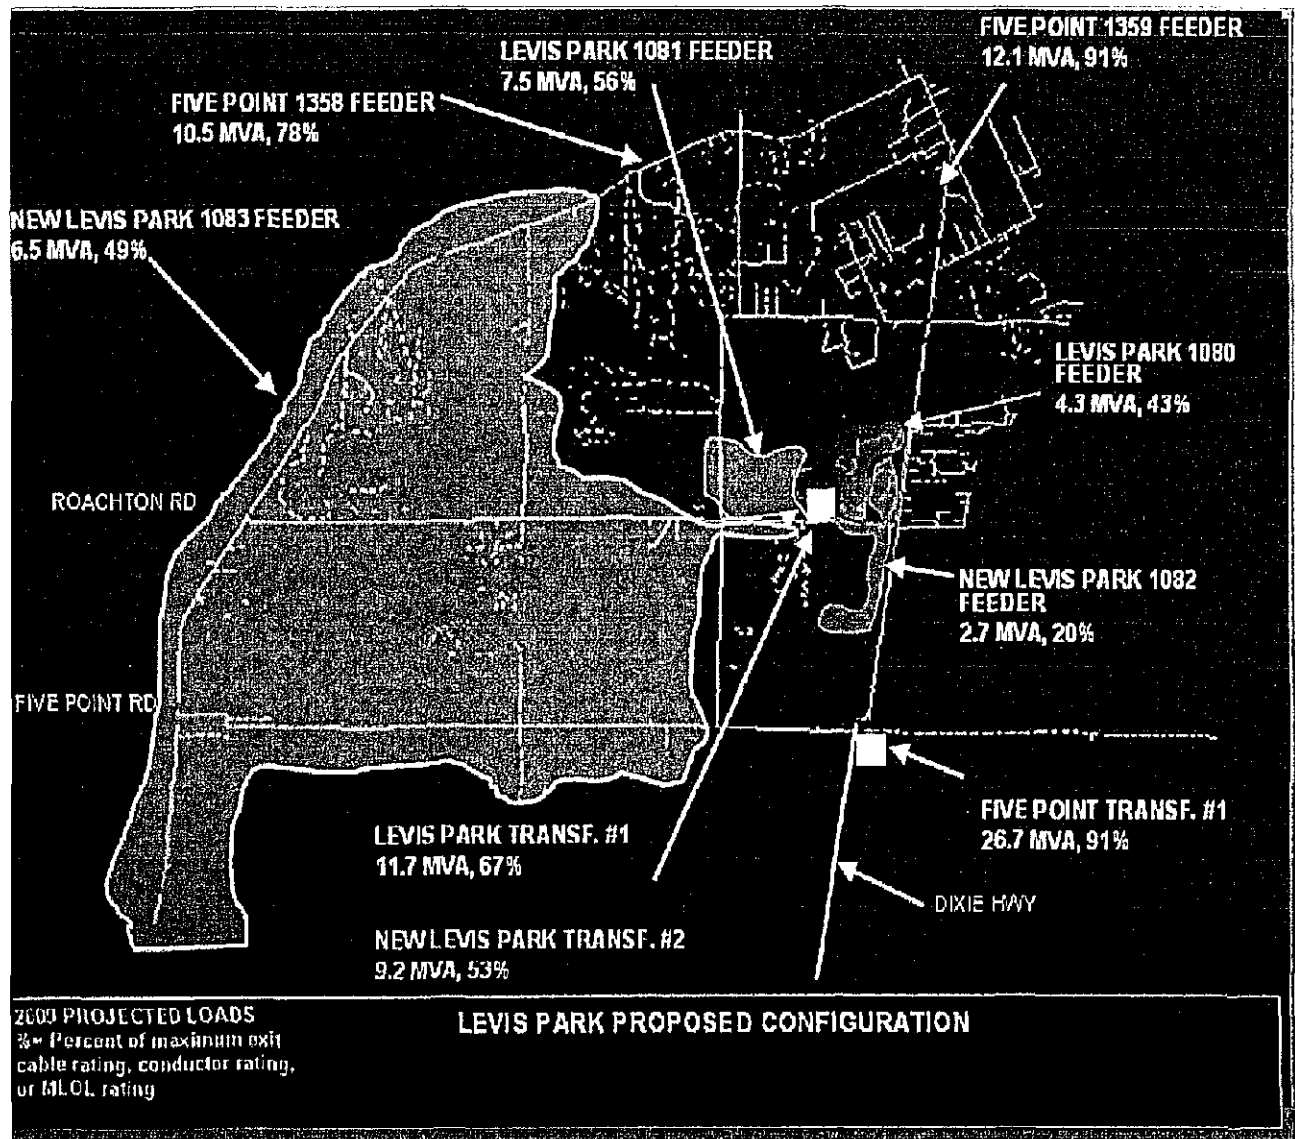 FIVE POINT 1359 FEEDER
12.1 MVA, 91%
LEVIS PARK 1081 FEEDER
7.5 MVA, 56%
FIVE POINT 1358 FEEDER
10.5 MVA, 78%
NEW LEVIS PARK 1083 FEEDER
6.5 MVA, 49%
LEVIS PARK 1080
FEEDER
4.3 MVA, 43%
ROACHTON RD
NEW LEVIS PARK 1082
FEEDER
2.7 MVA, 20%
FIVE POINT RD
FIVE POINT TRANSF. #1
26.7 MVA, 91%
LEVIS PARK TRANSF. #1
11.7 MVA, 67%
DIXIE HWY
NEW LEVIS PARK TRANSF. #2
9.2 MVA, 53%
2009 PROJECTED LOADS
%= Percent of maximum exit
cable rating, conductor rating,
or MLOL rating
LEVIS PARK PROPOSED CONFIGURATION